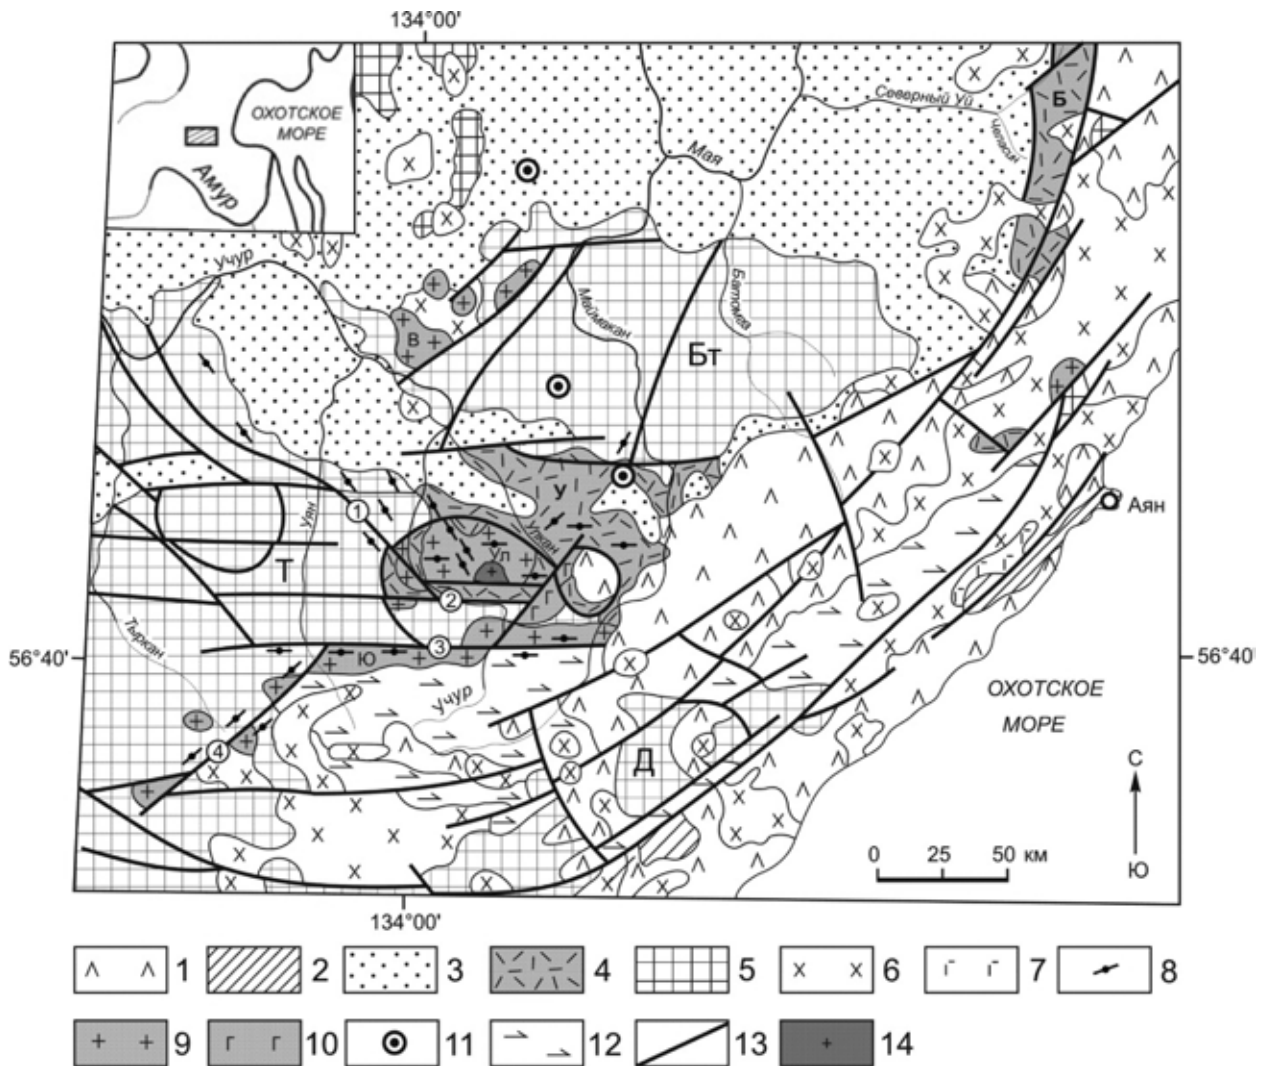 134°00'
ОХОТСКОЕ
МОРЕ
Амур
Северный Уй
Челасин
Б
Мая
Учур
Маймакан
Батомга
В
Бт
У
Уян
1
Улкан
Ул
Аян
Т
2
Тыркан
3
56°40'
56°40'
Ю
Учур
ОХОТСКОЕ
МОРЕ
4
Д
С
0 25 50 км
Ю
134°00'
1 2 3 4 5 6 7 8
9 10 11 12 13 14